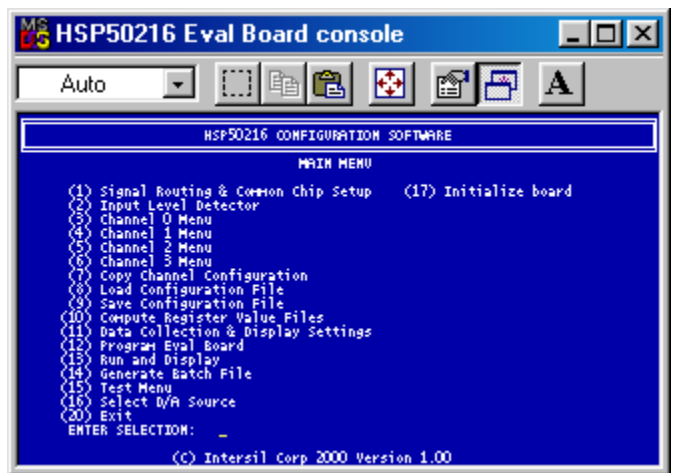 HSP50216 Eval Board console
Auto
A
HSP50216 CONFIGURATION SOFTWARE
MAIN MENU
(1) Signal Routing & Common Chip Setup (17) Initialize board
(2) Input Level Detector
(3) Channel 0 Menu
(4) Channel 1 Menu
(5) Channel 2 Menu
(6) Channel 3 Menu
(7) Copy Channel Configuration
(8) Load Configuration File
(9) Save Configuration File
(10) Compute Register Value Files
(11) Data Collection & Display Settings
(12) Program Eval Board
(13) Run and Display
(14) Generate Batch File
(15) Test Menu
(16) Select D/A Source
(20) Exit
ENTER SELECTION: _
(C) Intersil Corp 2000 Version 1.00